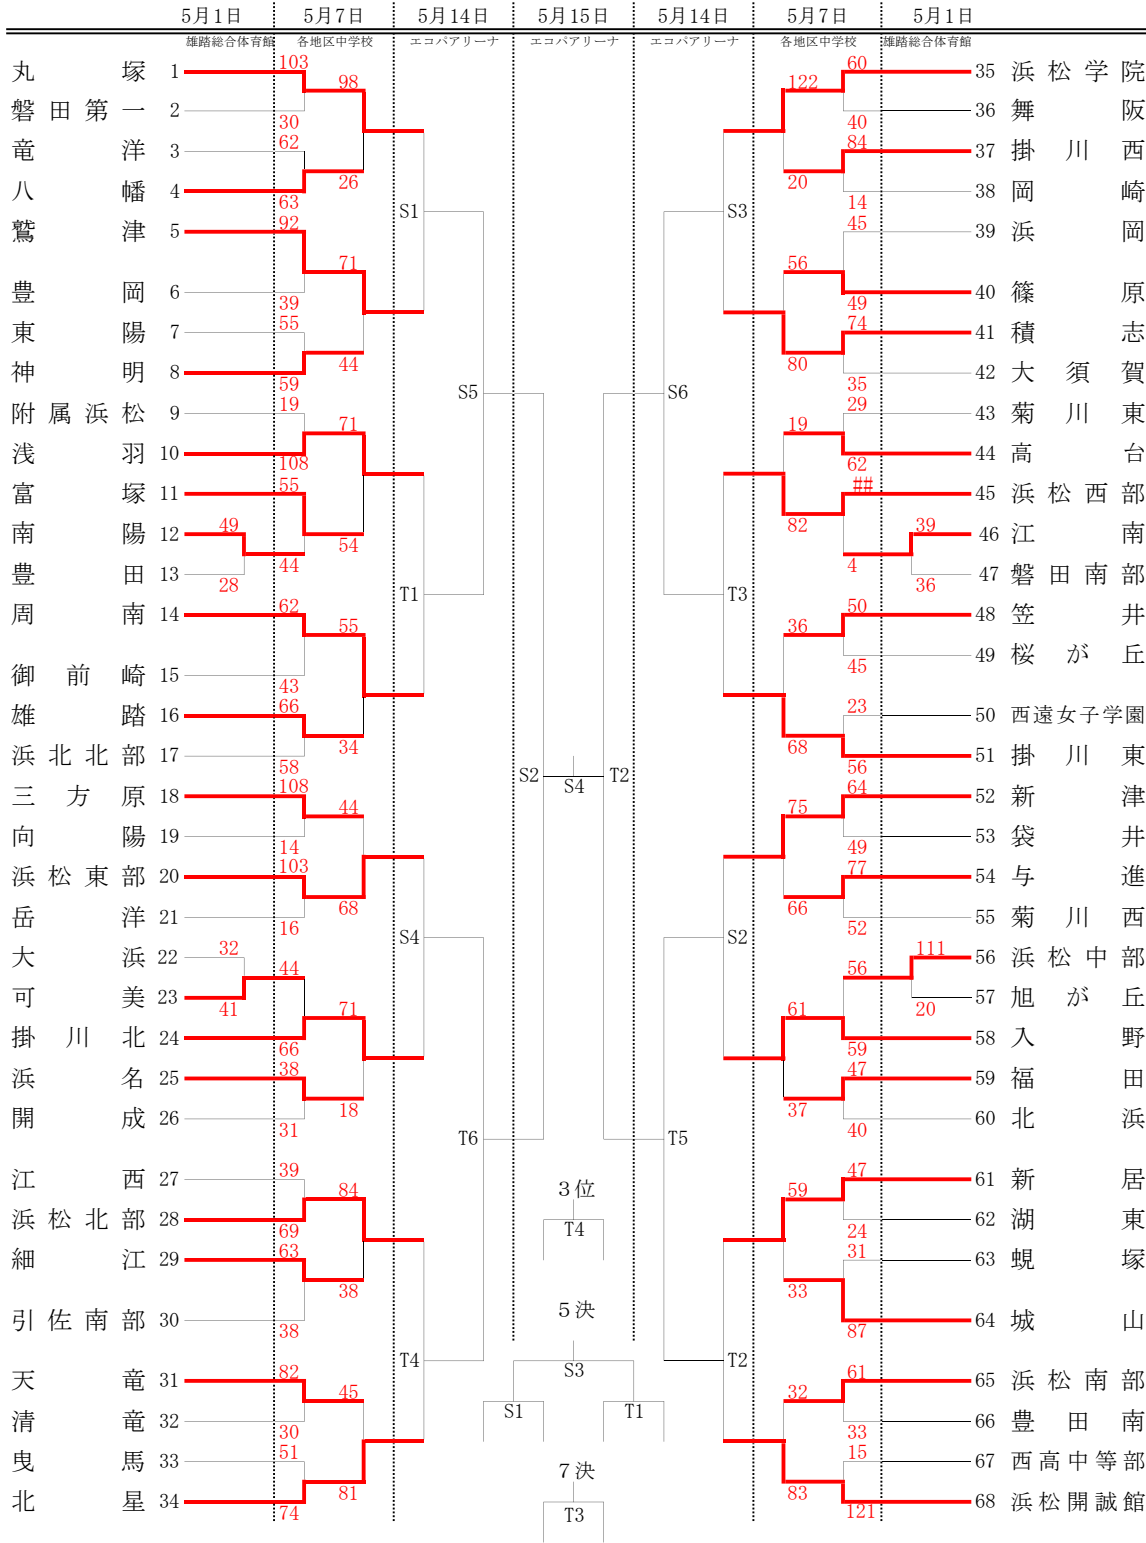 5月1日 5月7日 5月14日 5月15日 5月14日 5月7日 5月1日
雄踏総合体育館 各地区中学校 エコパアリーナ エコパアリーナ エコパアリーナ 各地区中学校 雄踏総合体育館
丸塚 1 103 98 122 60 35 浜松学院
磐田第一 2 30 40 36 舞阪
竜洋 3 62 84 37 掛川西
八幡 4 63 26 20 14 38 岡崎
S1 S3
鷲津 5 92 71 56 45 39 浜岡
豊岡 6 39 49 40 篠原
東陽 7 55 74 41 積志
神明 8 59 44 80 35 42 大須賀
S5 S6
附属浜松 9 19 71 19 29 43 菊川東
浅羽 10 108 62 44 高台
富塚 11 55 ## 45 浜松西部
南陽 12 49 54 82 39 46 江南
豊田 13 28 44 4 36 47 磐田南部
T1 T3
周南 14 62 55 36 50 48 笠井
御前崎 15 43 45 49 桜が丘
雄踏 16 66 23 50 西遠女子学園
浜北北部 17 58 34 68 56 51 掛川東
S2 S4 T2
三方原 18 108 44 75 64 52 新津
向陽 19 14 49 53 袋井
浜松東部 20 103 77 54 与進
岳洋 21 16 68 66 52 55 菊川西
S4 S2
大浜 22 32 44 56 111 56 浜松中部
可美 23 41 20 57 旭が丘
掛川北 24 66 71 61 59 58 入野
浜名 25 38 47 59 福田
開成 26 31 18 37 40 60 北浜
T6 T5
江西 27 39 84 3位 59 47 61 新居
浜松北部 28 69 T4 24 62 湖東
細江 29 63 31 63 蜆塚
引佐南部 30 38 38 5決 33 87 64 城山
T4 S3 T2
天竜 31 82 45 S1 T1 32 61 65 浜松南部
清竜 32 30 33 66 豊田南
曳馬 33 51 7決 15 67 西高中等部
北星 34 74 81 T3 83 121 68 浜松開誠館